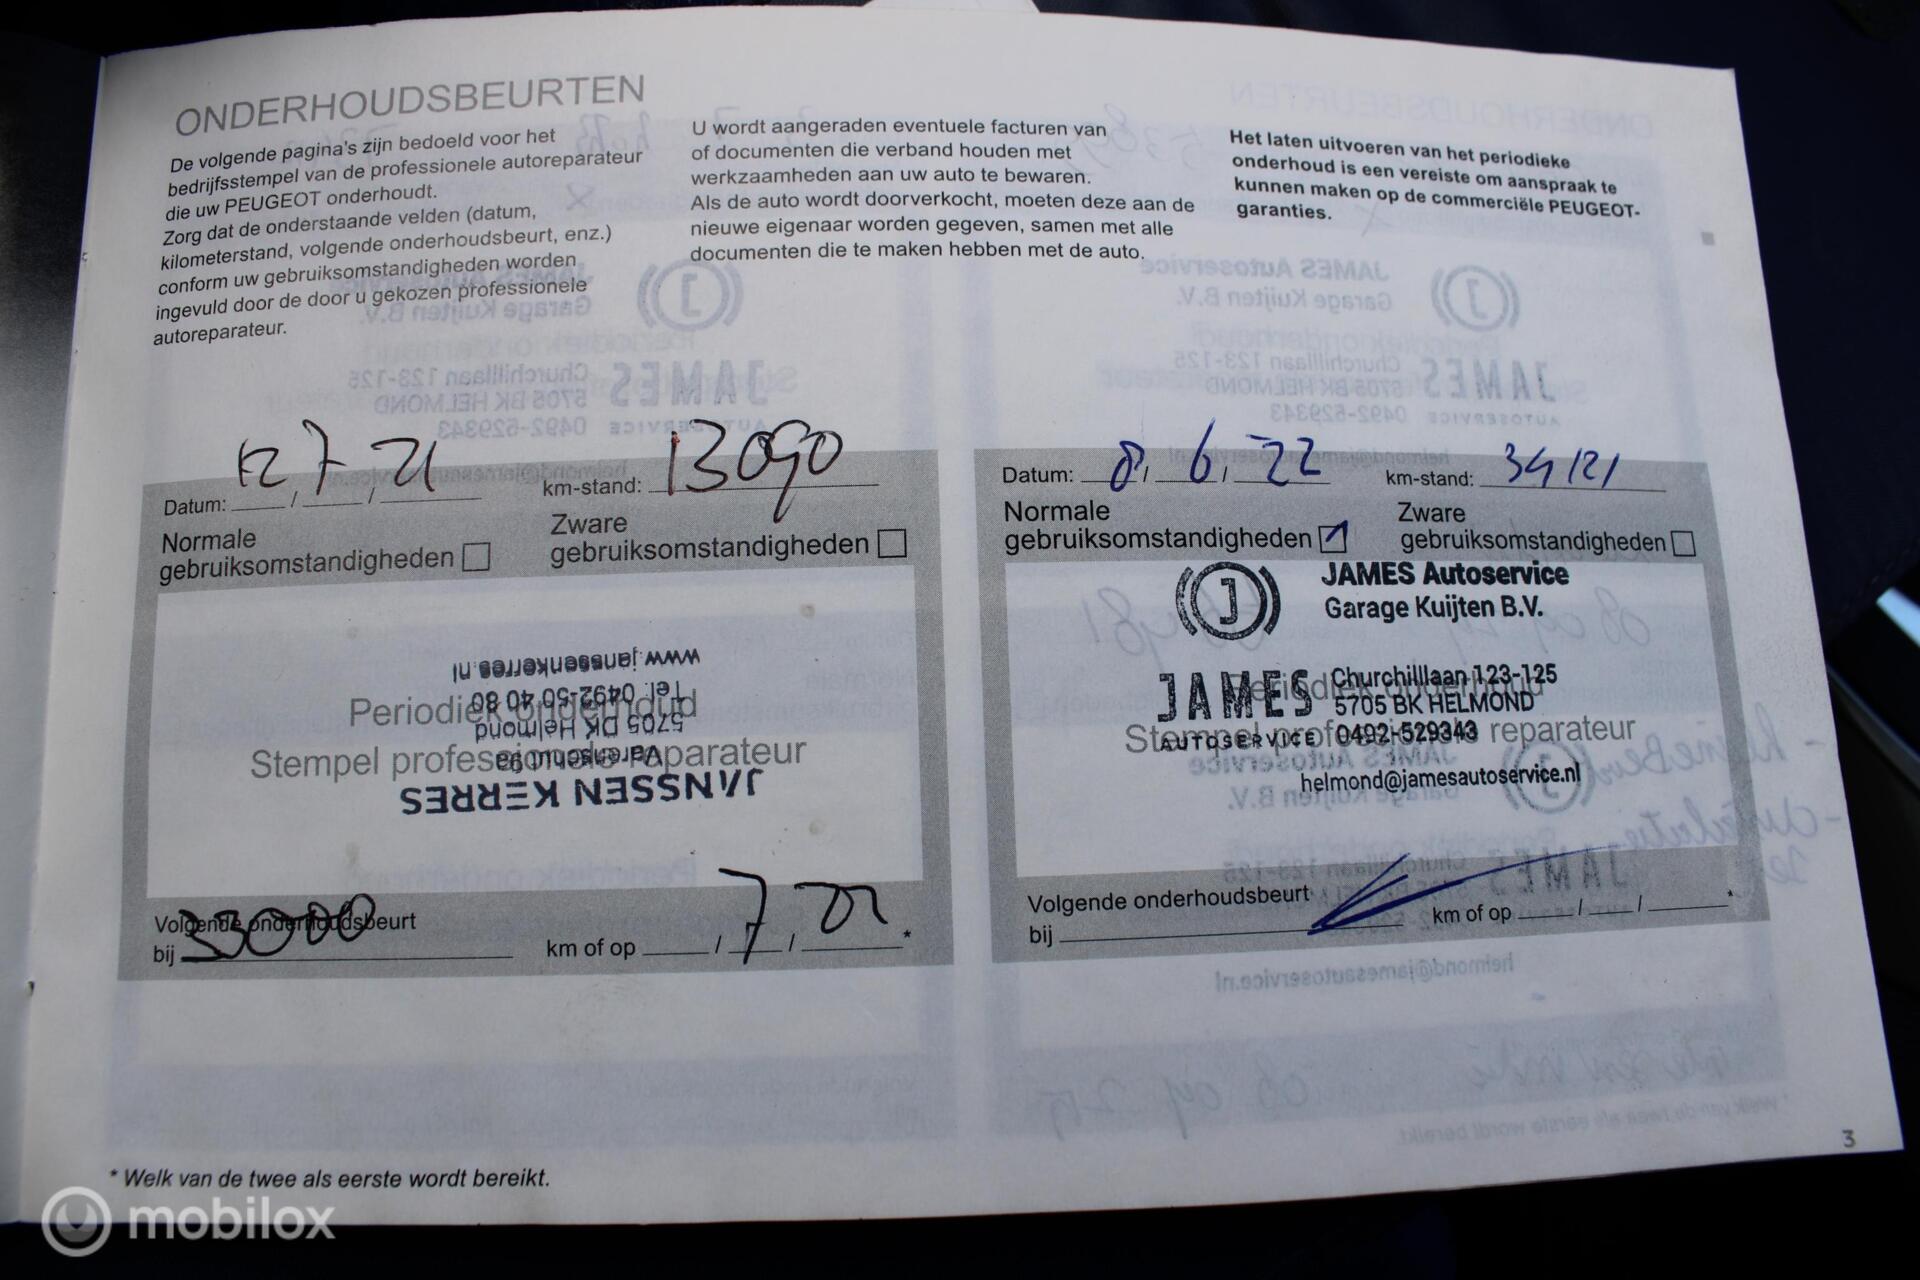 ONDERHOUDSBEURTEN
De volgende pagina's zijn bedoeld voor het
bedrijfsstempel van de professionele autoreparateur
die uw PEUGEOT onderhoudt.
Zorg dat de onderstaande velden (datum,
kilometerstand, volgende onderhoudsbeurt, enz.)
conform uw gebruiksomstandigheden worden
ingevuld door de door u gekozen professionele
autoreparateur.
U wordt aangeraden eventuele facturen van
of documenten die verband houden met
werkzaamheden aan uw auto te bewaren.
Als de auto wordt doorverkocht, moeten deze aan de
nieuwe eigenaar worden gegeven, samen met alle
documenten die te maken hebben met de auto.
Het laten uitvoeren van het periodieke
onderhoud is een vereiste om aanspraak te
kunnen maken op de commerciële PEUGEOT-
garanties.
Datum: 12 / 7 / 21 km-stand: 13090
Normale
gebruiksomstandigheden
Zware
gebruiksomstandigheden
Periodiek onderhoud
Stempel professionele reparateur
JANSSEN KERRES
Varenschut 9a
5705 DK Helmond
Tel. 0492-50 40 80
www.janssenkerres.nl
Volgende onderhoudsbeurt
bij 33000 km of op / 7 / 22 *
Datum: 8 / 6 / 22 km-stand: 34121
Normale
gebruiksomstandigheden
Zware
gebruiksomstandigheden
J
JAMES Autoservice
Garage Kuijten B.V.
JAMES
AUTOSERVICE
Churchilllaan 123-125
5705 BK HELMOND
0492-529343
helmond@jamesautoservice.nl
Periodiek onderhoud
Stempel professionele reparateur
Volgende onderhoudsbeurt
bij km of op / / *
* Welk van de twee als eerste wordt bereikt.
3
mobilox